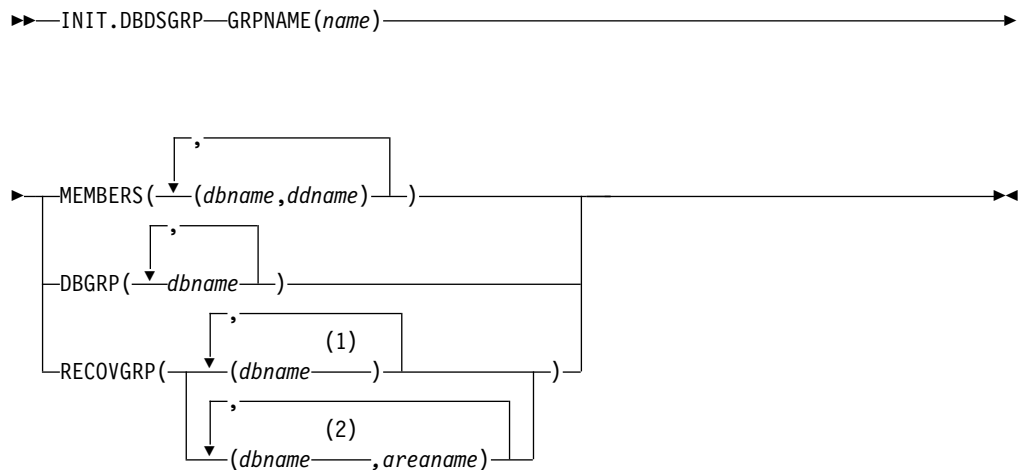 INIT.DBDSGRP GRPNAME(name)
,
MEMBERS( (dbname,ddname) )
,
DBGRP( dbname )
,
(1)
RECOVGRP( (dbname ) )
,
(2)
(dbname ,areaname)